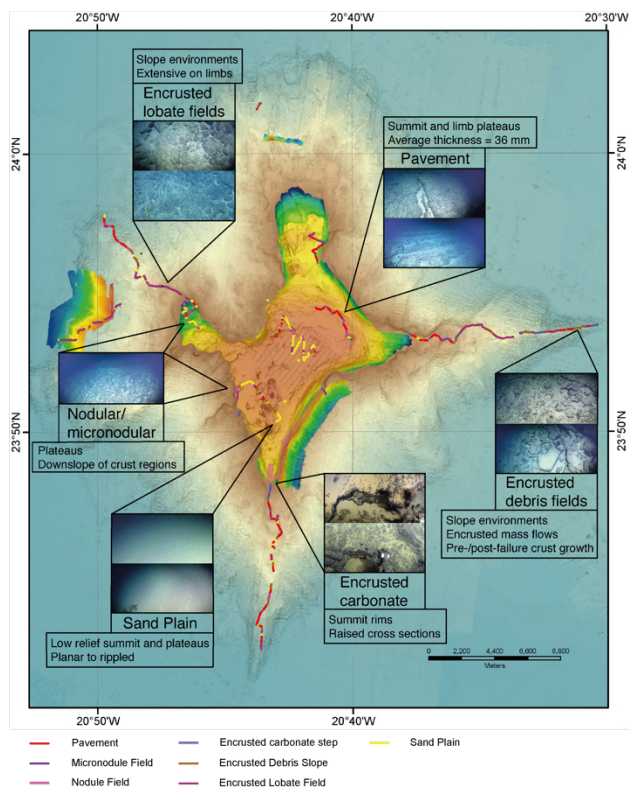 20°50'W
20°40'W
20°30'W
Slope environments
Extensive on limbs
Encrusted
lobate fields
Summit and limb plateaus
Average thickness = 36 mm
Pavement
24°0'N
24°0'N
Nodular/
micronodular
Plateaus
Downslope of crust regions
23°50'N
23°50'N
Encrusted
debris fields
Slope environments
Encrusted mass flows
Pre-/post-failure crust growth
Sand Plain
Low relief summit and plateaus
Planar to rippled
Encrusted
carbonate
Summit rims
Raised cross sections
0 2,200 4,400 6,600 8,800
Meters
20°50'W
20°40'W
20°30'W
Pavement
Encrusted carbonate step
Sand Plain
Micronodule Field
Encrusted Debris Slope
Nodule Field
Encrusted Lobate Field